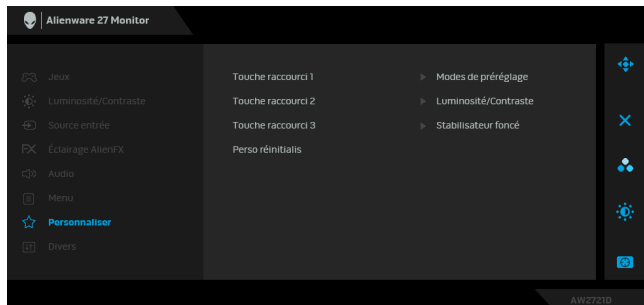 Alienware 27 Monitor
Jeux
Luminosité/Contraste
Source entrée
Éclairage AlienFX
Audio
Menu
Personnaliser
Divers
Touche raccourci 1 Modes de préréglage
Touche raccourci 2 Luminosité/Contraste
Touche raccourci 3 Stabilisateur foncé
Perso réinitialis
AW2721D